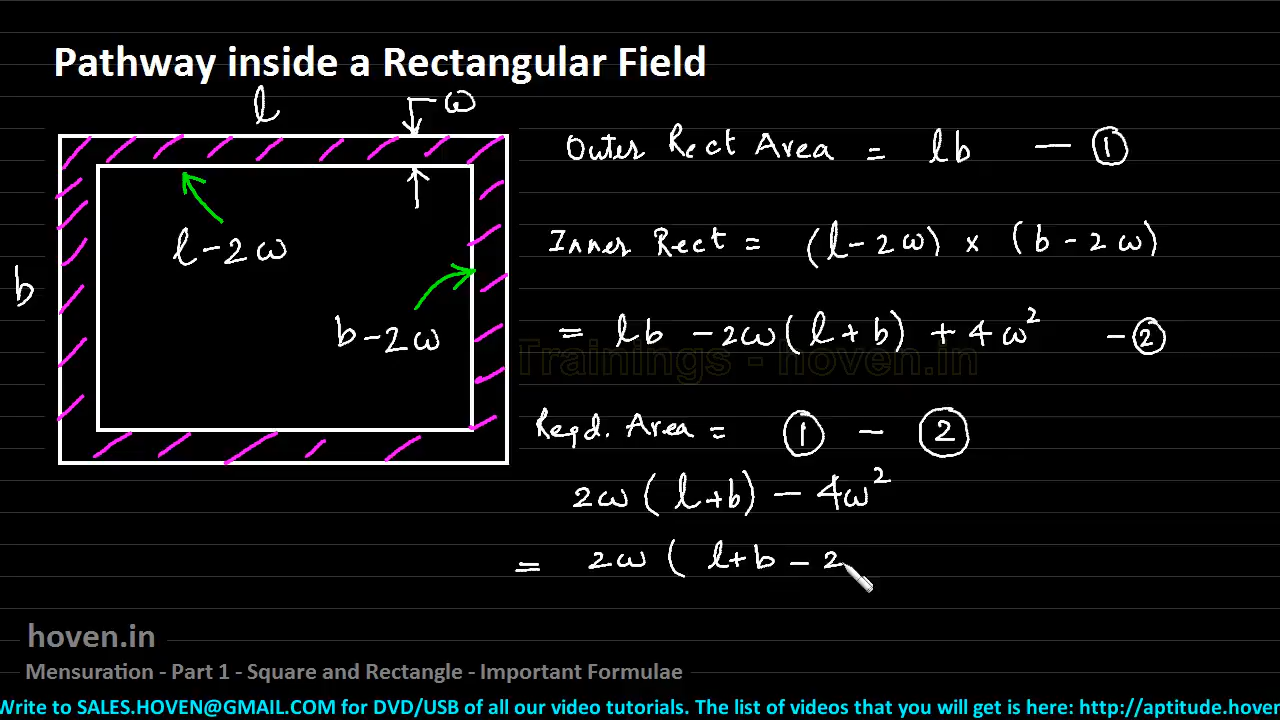 Pathway inside a Rectangular Field
l
ω
l - 2ω
b
b - 2ω
Outer Rect Area = lb — ①
Inner Rect = (l - 2ω) × (b - 2ω)
= lb - 2ω(l + b) + 4ω² - ②
Trainings - hoven.in
Reqd. Area = ① - ②
2ω (l+b) - 4ω²
= 2ω ( l+b - 2
hoven.in
Mensuration - Part 1 - Square and Rectangle - Important Formulae
Write to SALES.HOVEN@GMAIL.COM for DVD/USB of all our video tutorials. The list of videos that you will get is here: http://aptitude.hoven